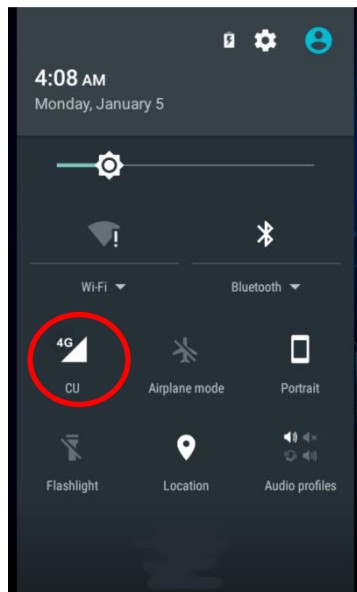 4:08 AM
Monday, January 5
Wi-Fi
Bluetooth
4G
CU
Airplane mode
Portrait
Flashlight
Location
Audio profiles